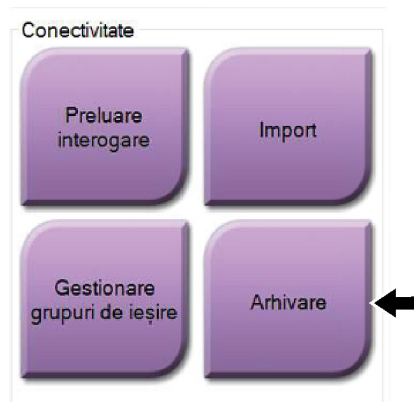 Conectivitate
Preluare
interogare
Import
Gestionare
grupuri de ieșire
Arhivare